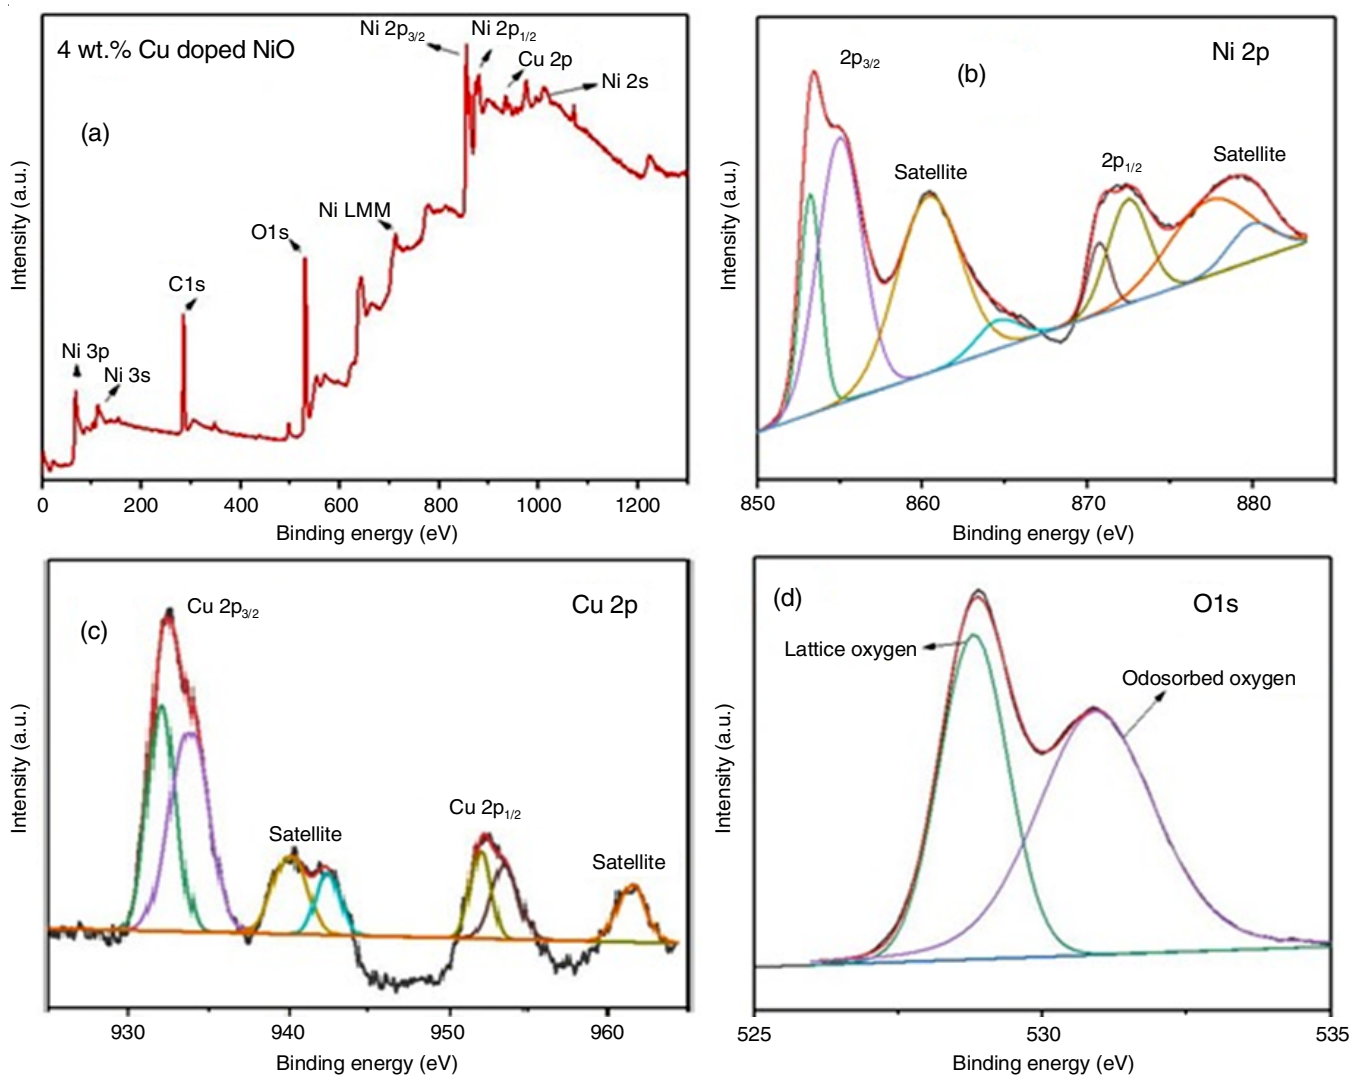 4 wt.% Cu doped NiO
(a)
Ni 2p3/2
Ni 2p1/2
Cu 2p
Ni 2s
Ni LMM
O1s
C1s
Ni 3p
Ni 3s
Intensity (a.u.)
0 200 400 600 800 1000 1200
Binding energy (eV)
Ni 2p
(b)
2p3/2
Satellite
2p1/2
Satellite
Intensity (a.u.)
850 860 870 880
Binding energy (eV)
Cu 2p
(c)
Cu 2p3/2
Satellite
Cu 2p1/2
Satellite
Intensity (a.u.)
930 940 950 960
Binding energy (eV)
(d)
O1s
Lattice oxygen
Odosorbed oxygen
Intensity (a.u.)
525 530 535
Binding energy (eV)